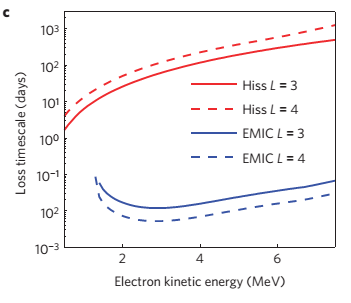 c
10³
10²
10¹
10⁰
10⁻¹
10²
10⁻³
Loss timescale (days)
Hiss L = 3
Hiss L = 4
EMIC L = 3
EMIC L = 4
2 4 6
Electron kinetic energy (MeV)